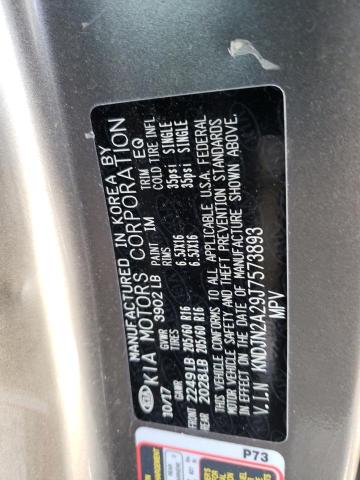 MANUFACTURED IN KOREA BY
KIA MOTORS CORPORATION
10/17 GVWR 3902LB PAINT IM TRIM EQ
GAWR TIRES RIMS COLD TIRE INFL
FRONT 2249LB 205/60 R16 6.5JX16 35psi SINGLE
REAR 2028LB 205/60 R16 6.5JX16 35psi SINGLE
THIS VEHICLE CONFORMS TO ALL APPLICABLE U.S.A. FEDERAL
MOTOR VEHICLE SAFETY AND THEFT PREVENTION STANDARDS
IN EFFECT ON THE DATE OF MANUFACTURE SHOWN ABOVE.
V.I.N KNDJN2A29J7573893
MPV
P73